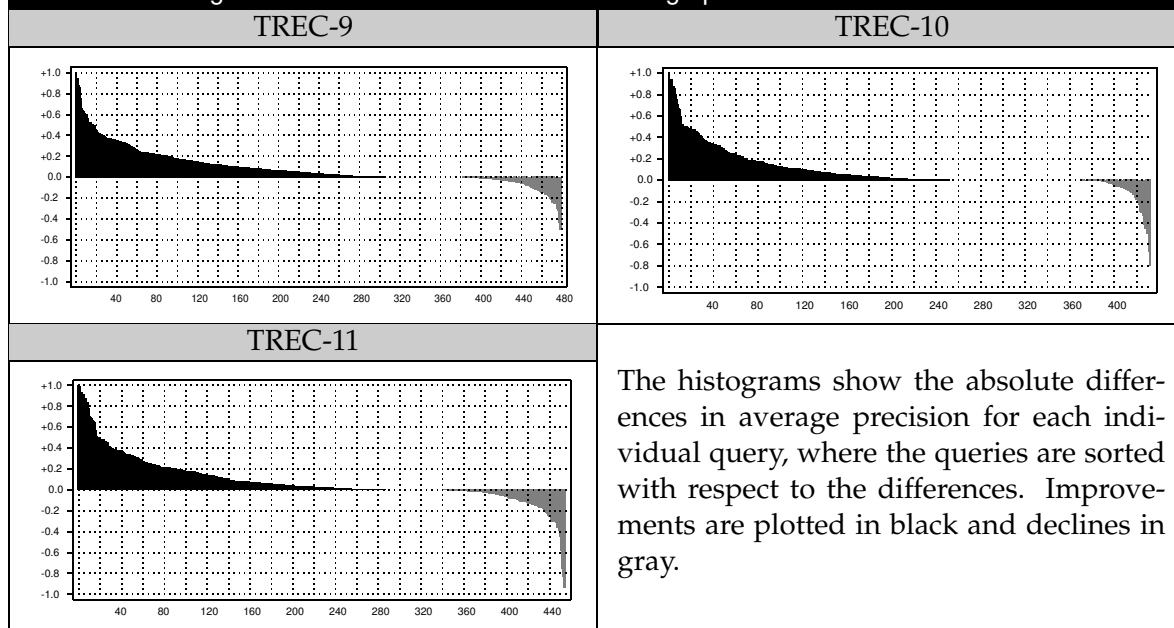 TREC-9
TREC-10
+1.0
+0.8
+0.6
+0.4
+0.2
0.0
-0.2
-0.4
-0.6
-0.8
-1.0
40 80 120 160 200 240 280 320 360 400 440 480
+1.0
+0.8
+0.6
+0.4
+0.2
0.0
-0.2
-0.4
-0.6
-0.8
-1.0
40 80 120 160 200 240 280 320 360 400
TREC-11
+1.0
+0.8
+0.6
+0.4
+0.2
0.0
-0.2
-0.4
-0.6
-0.8
-1.0
40 80 120 160 200 240 280 320 360 400 440
The histograms show the absolute differ-
ences in average precision for each indi-
vidual query, where the queries are sorted
with respect to the differences. Improve-
ments are plotted in black and declines in
gray.